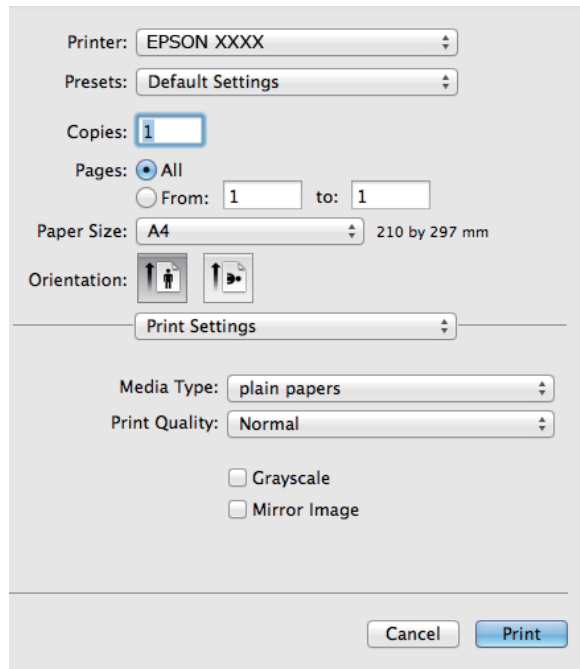 Printer: EPSON XXXX
Presets: Default Settings
Copies: 1
Pages: All
From: 1 to: 1
Paper Size: A4 210 by 297 mm
Orientation:
Print Settings
Media Type: plain papers
Print Quality: Normal
Grayscale
Mirror Image
Cancel Print